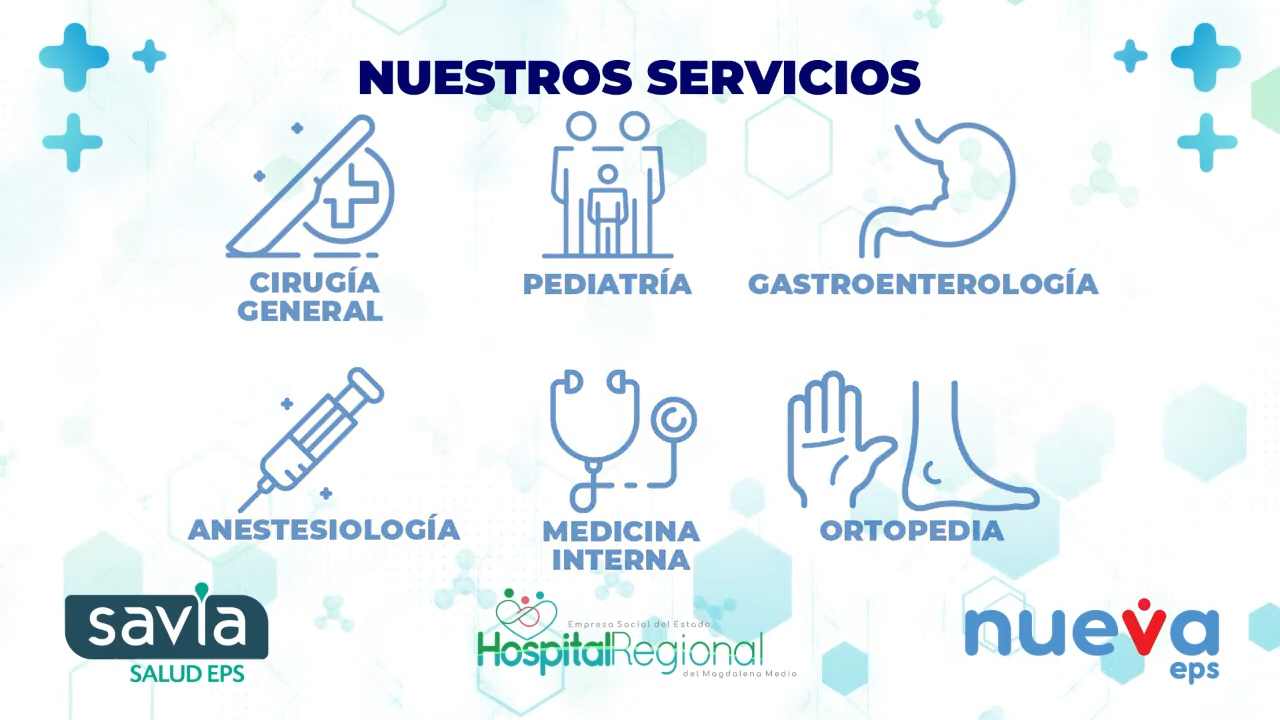 NUESTROS SERVICIOS
CIRUGÍA
GENERAL
PEDIATRÍA
GASTROENTEROLOGÍA
ANESTESIOLOGÍA
MEDICINA
INTERNA
ORTOPEDIA
savia
SALUD EPS
Empresa Social del Estado
HospitalRegional
del Magdalena Medio
nueva
eps